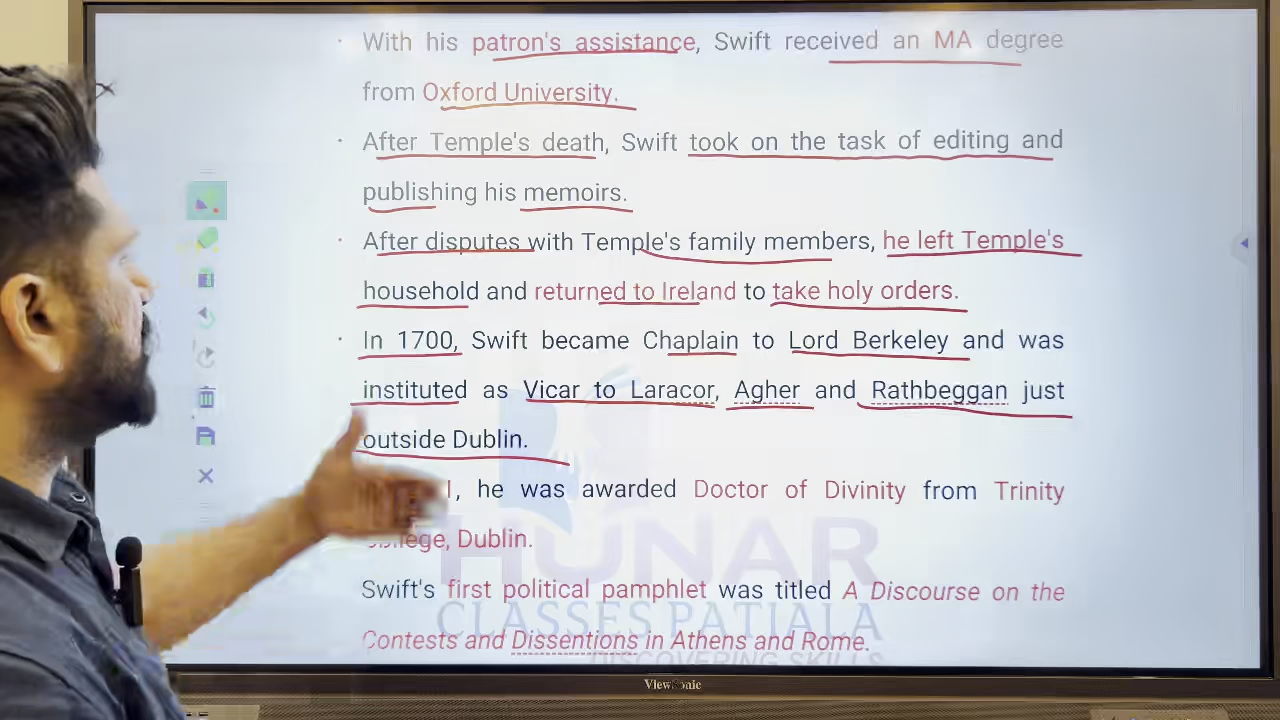 · With his patron's assistance, Swift received an MA degree
from Oxford University.
· After Temple's death, Swift took on the task of editing and
publishing his memoirs.
· After disputes with Temple's family members, he left Temple's
household and returned to Ireland to take holy orders.
· In 1700, Swift became Chaplain to Lord Berkeley and was
instituted as Vicar to Laracor, Agher and Rathbeggan just
outside Dublin.
, he was awarded Doctor of Divinity from Trinity
College, Dublin.
Swift's first political pamphlet was titled A Discourse on the
Contests and Dissentions in Athens and Rome.
HUNAR
CLASSES PATIALA
DISCOVERING SKILLS
ViewSonic